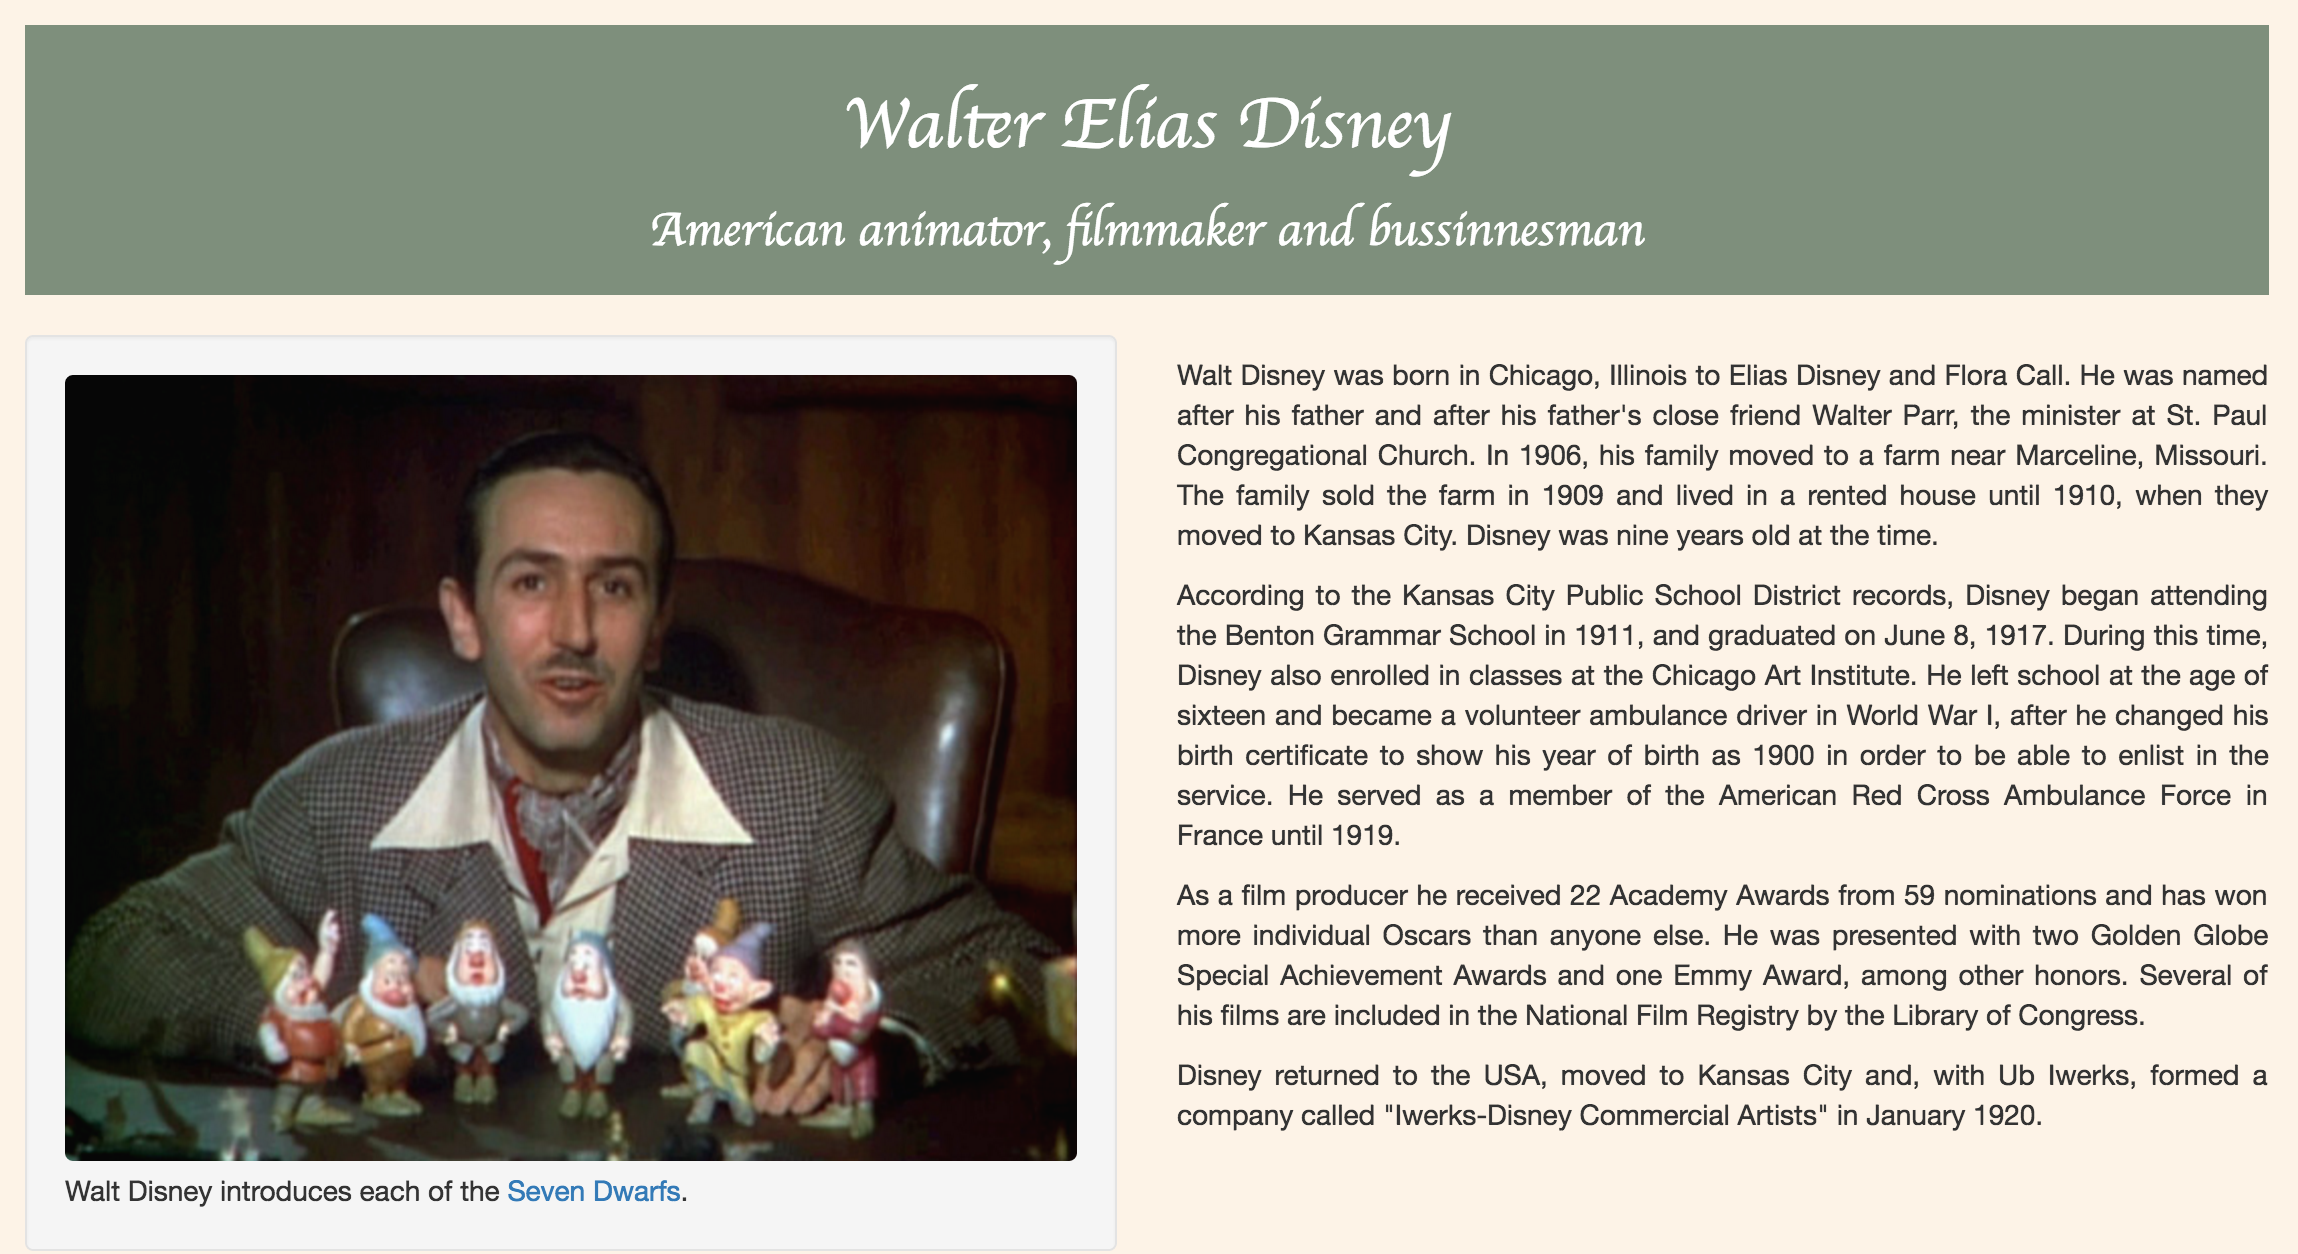 Walter Elias Disney
American animator, filmmaker and bussinnesman
Walt Disney introduces each of the Seven Dwarfs.
Walt Disney was born in Chicago, Illinois to Elias Disney and Flora Call. He was named
after his father and after his father's close friend Walter Parr, the minister at St. Paul
Congregational Church. In 1906, his family moved to a farm near Marceline, Missouri.
The family sold the farm in 1909 and lived in a rented house until 1910, when they
moved to Kansas City. Disney was nine years old at the time.
According to the Kansas City Public School District records, Disney began attending
the Benton Grammar School in 1911, and graduated on June 8, 1917. During this time,
Disney also enrolled in classes at the Chicago Art Institute. He left school at the age of
sixteen and became a volunteer ambulance driver in World War I, after he changed his
birth certificate to show his year of birth as 1900 in order to be able to enlist in the
service. He served as a member of the American Red Cross Ambulance Force in
France until 1919.
As a film producer he received 22 Academy Awards from 59 nominations and has won
more individual Oscars than anyone else. He was presented with two Golden Globe
Special Achievement Awards and one Emmy Award, among other honors. Several of
his films are included in the National Film Registry by the Library of Congress.
Disney returned to the USA, moved to Kansas City and, with Ub Iwerks, formed a
company called "Iwerks-Disney Commercial Artists" in January 1920.